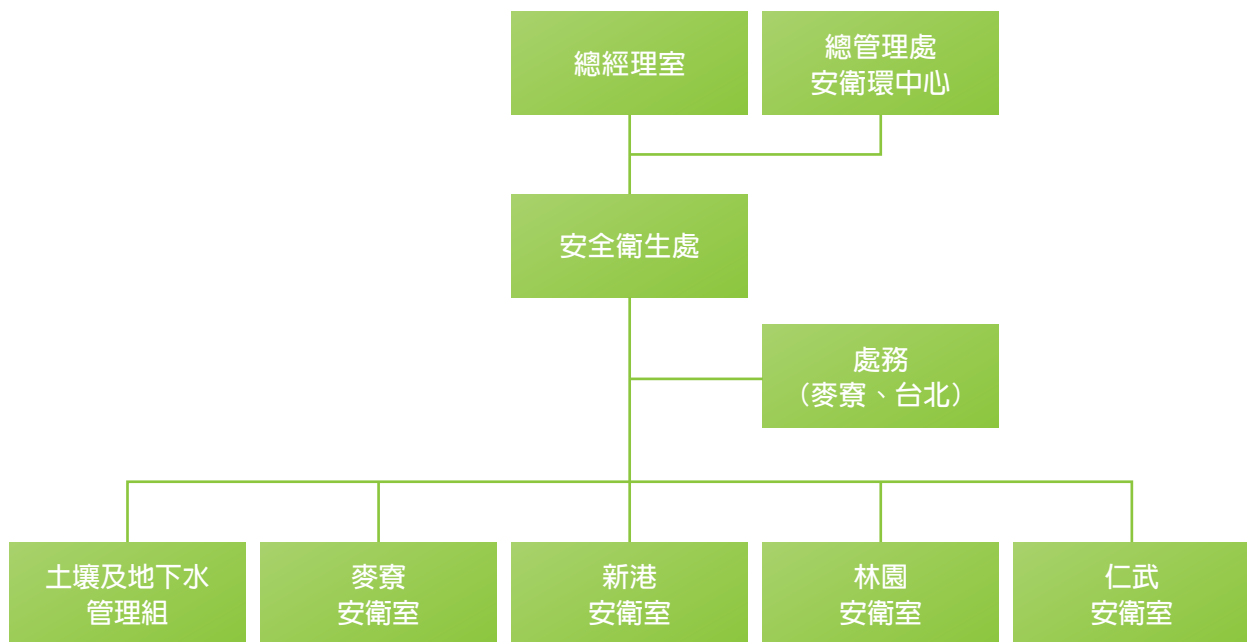 總經理室
總管理處
安衛環中心
安全衛生處
處務
（麥寮、台北）
土壤及地下水
管理組
麥寮
安衛室
新港
安衛室
林園
安衛室
仁武
安衛室